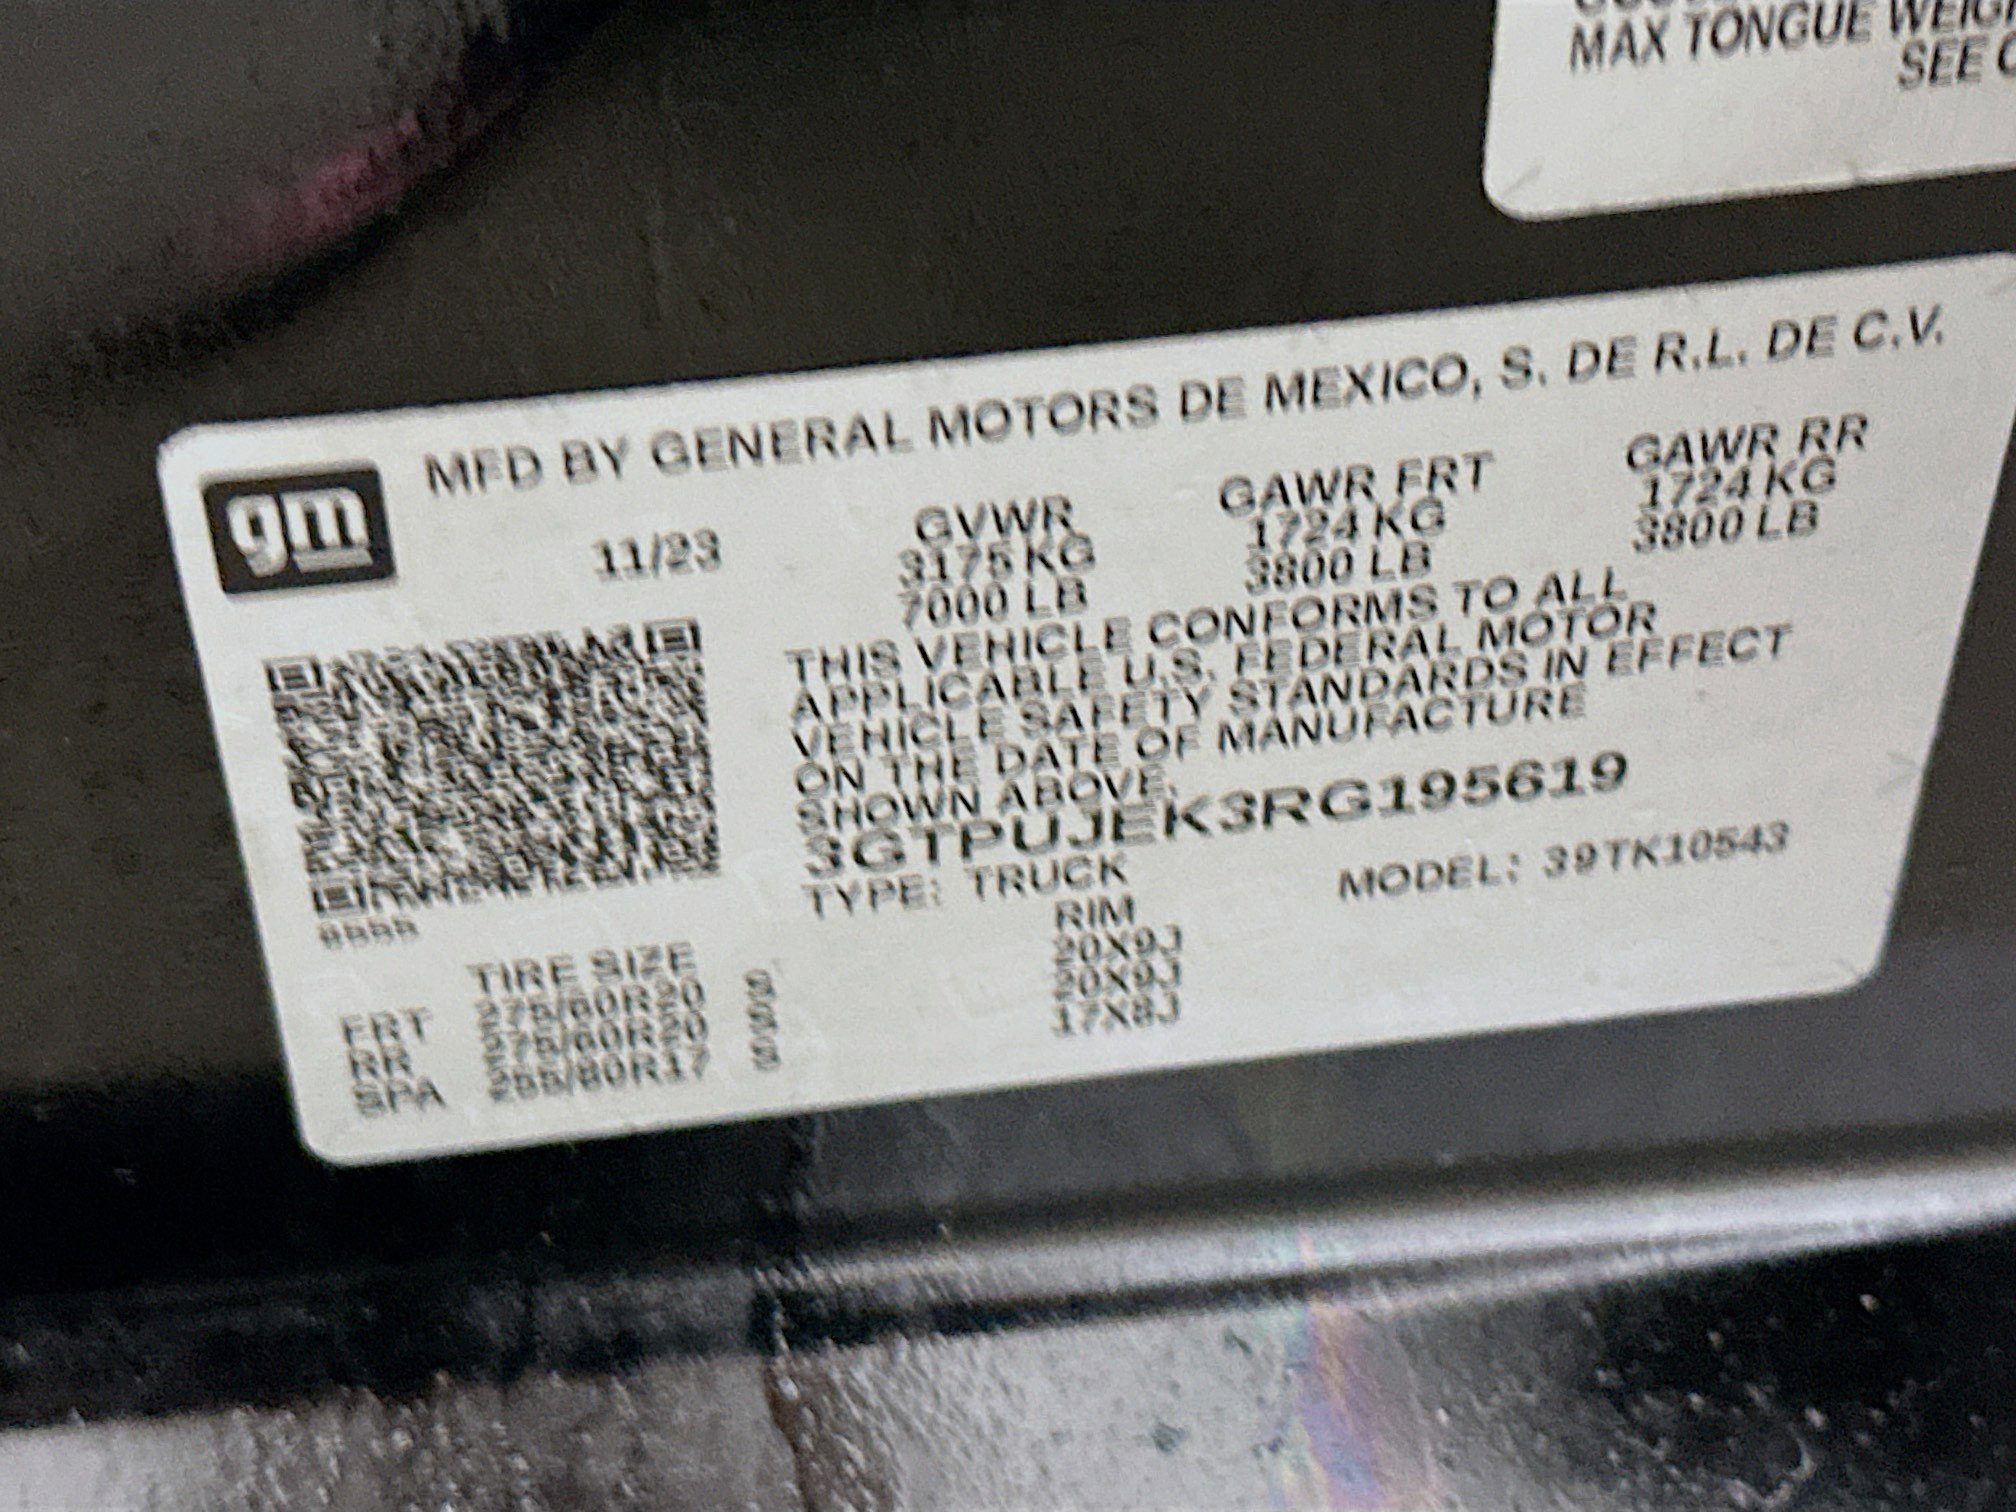 MAX TONGUE WEIG
SEE
gm
MFD BY GENERAL MOTORS DE MEXICO, S. DE R.L. DE C.V.
11/23
GVWR
3175 KG
7000 LB
GAWR FRT
1724 KG
3800 LB
GAWR RR
1724 KG
3800 LB
THIS VEHICLE CONFORMS TO ALL
APPLICABLE U.S. FEDERAL MOTOR
VEHICLE SAFETY STANDARDS IN EFFECT
ON THE DATE OF MANUFACTURE
SHOWN ABOVE.
3GTPUJEK3RG195619
TYPE: TRUCK
MODEL: 39TK10543
TIRE SIZE
RIM
FRT 275/60R20 S 20X9J
RR 275/60R20 S 20X9J
SPA 255/80R17 S 17X8J